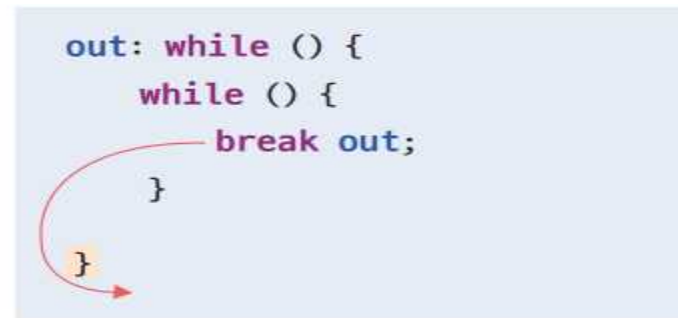 out: while () {
while () {
break out;
}
}